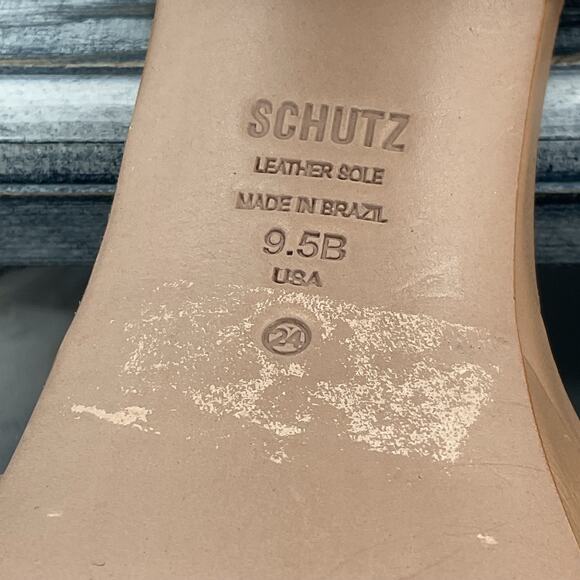 SCHUTZ
LEATHER SOLE
MADE IN BRAZIL
9.5B
USA
24